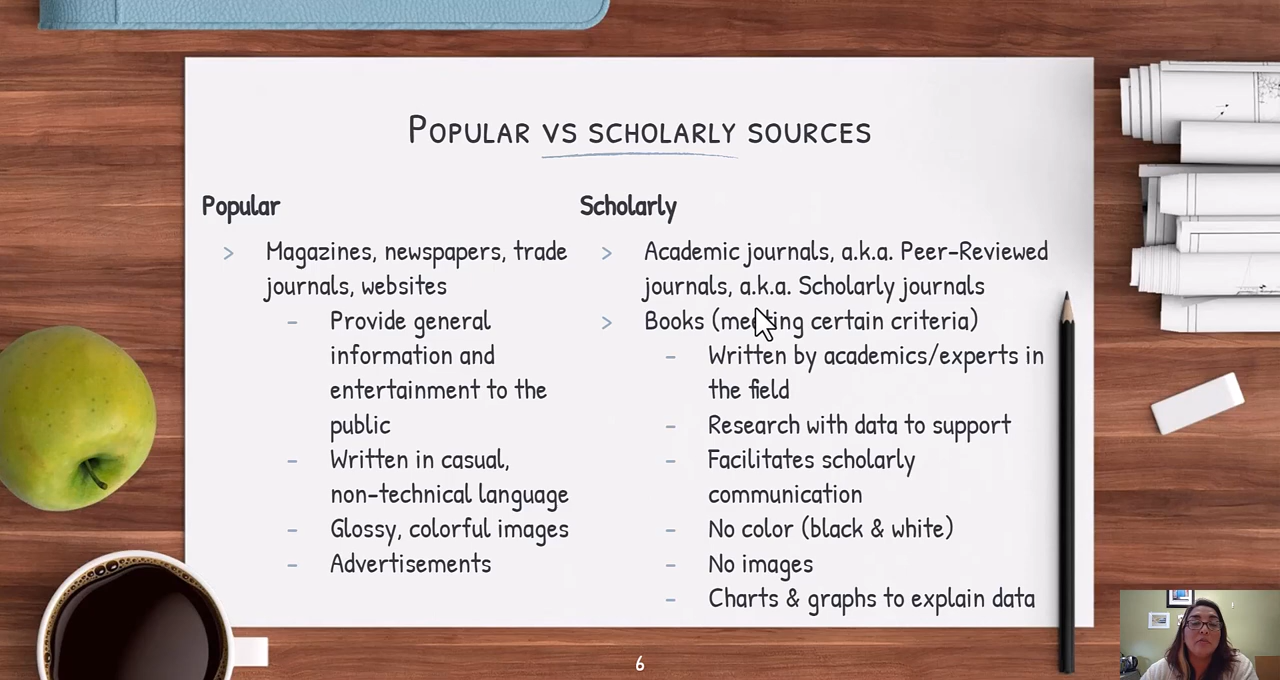 Popular vs scholarly sources
Popular
> Magazines, newspapers, trade
journals, websites
- Provide general
information and
entertainment to the
public
- Written in casual,
non-technical language
- Glossy, colorful images
- Advertisements
Scholarly
> Academic journals, a.k.a. Peer-Reviewed
journals, a.k.a. Scholarly journals
> Books (meeting certain criteria)
- Written by academics/experts in
the field
- Research with data to support
- Facilitates scholarly
communication
- No color (black & white)
- No images
- Charts & graphs to explain data
6